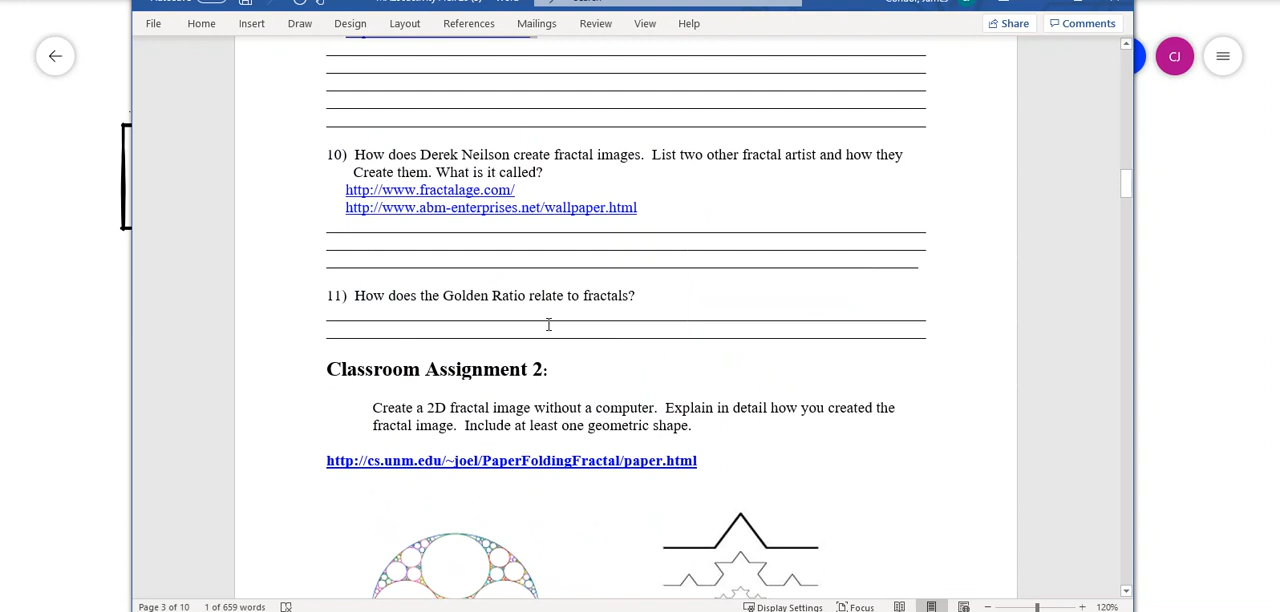 File Home Insert Draw Design Layout References Mailings Review View Help Share Comments
CJ
10) How does Derek Neilson create fractal images. List two other fractal artist and how they
Create them. What is it called?
http://www.fractalage.com/
http://www.abm-enterprises.net/wallpaper.html
11) How does the Golden Ratio relate to fractals?
Classroom Assignment 2:
Create a 2D fractal image without a computer. Explain in detail how you created the
fractal image. Include at least one geometric shape.
http://cs.unm.edu/~joel/PaperFoldingFractal/paper.html
Page 3 of 10 1 of 659 words Display Settings Focus 120%